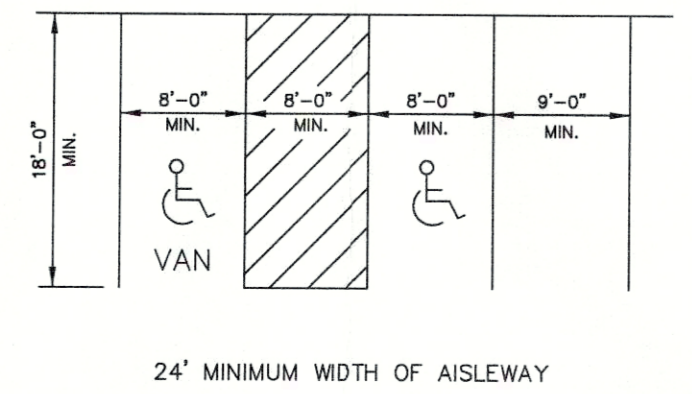 8'-0" 8'-0" 8'-0" 9'-0"
MIN. MIN. MIN. MIN.
18'-0"
MIN.
VAN
24' MINIMUM WIDTH OF AISLEWAY